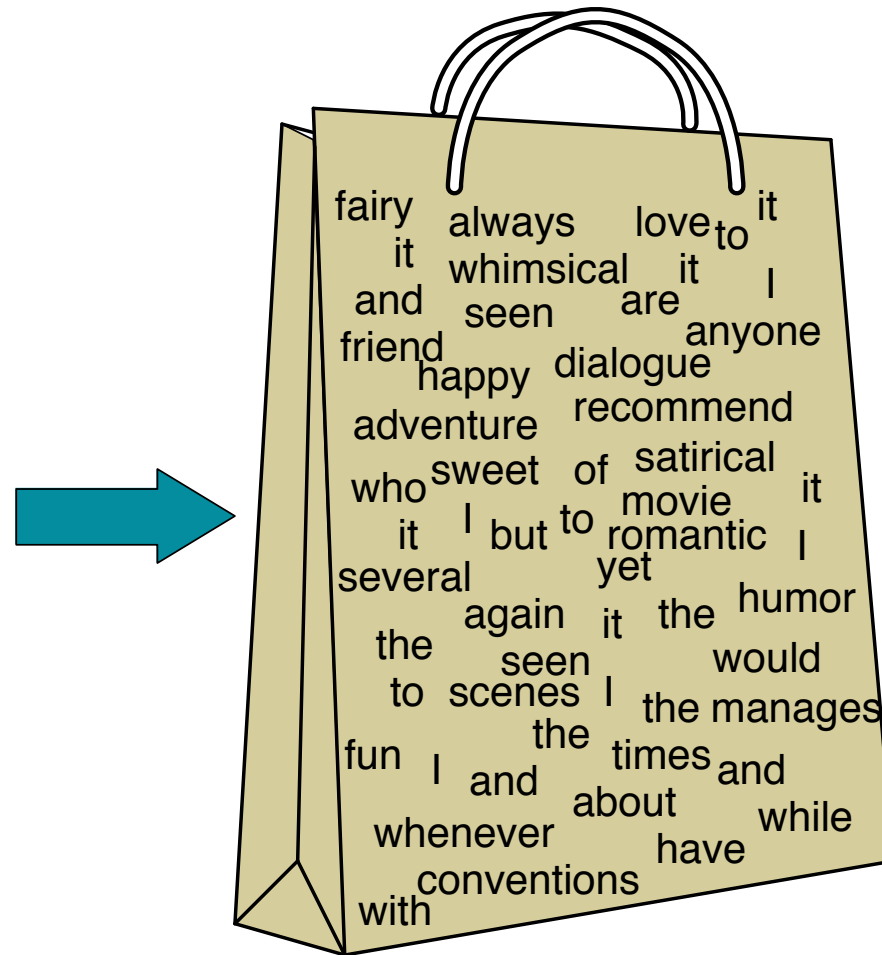 fairy always love to it
it whimsical it I
and seen are anyone
friend happy dialogue
adventure recommend
who sweet of satirical it
it I but to movie romantic I
several yet
again it the humor
the seen would
to scenes I the manages
fun I and the times and
about while
whenever have
conventions
with